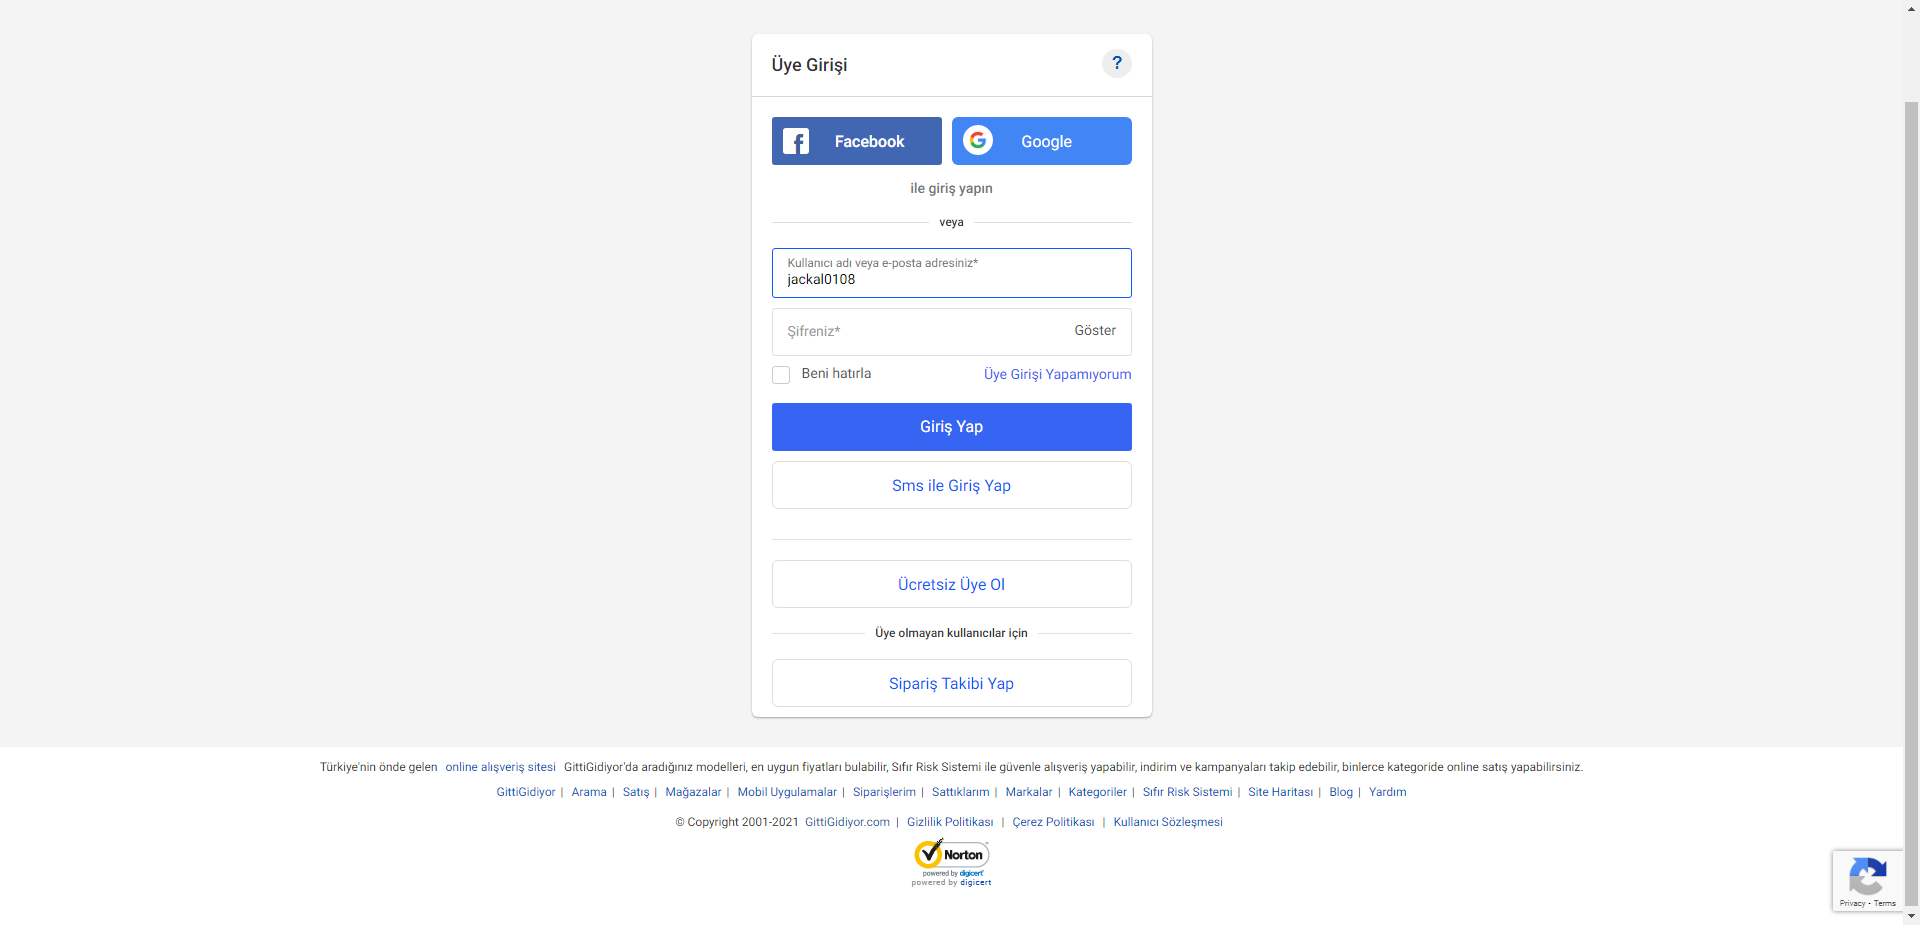 Üye Girişi
?
Facebook
Google
ile giriş yapın
veya
Kullanıcı adı veya e-posta adresiniz*
jackal0108
Şifreniz*
Göster
Beni hatırla
Üye Girişi Yapamıyorum
Giriş Yap
Sms ile Giriş Yap
Ücretsiz Üye Ol
Üye olmayan kullanıcılar için
Sipariş Takibi Yap
Türkiye'nin önde gelen online alışveriş sitesi GittiGidiyor'da aradığınız modelleri, en uygun fiyatları bulabilir, Sıfır Risk Sistemi ile güvenle alışveriş yapabilir, indirim ve kampanyaları takip edebilir, binlerce kategoride online satış yapabilirsiniz.
GittiGidiyor | Arama | Satış | Mağazalar | Mobil Uygulamalar | Siparişlerim | Sattıklarım | Markalar | Kategoriler | Sıfır Risk Sistemi | Site Haritası | Blog | Yardım
© Copyright 2001-2021 GittiGidiyor.com | Gizlilik Politikası | Çerez Politikası | Kullanıcı Sözleşmesi
Norton
powered by digicert
powered by digicert
Privacy - Terms